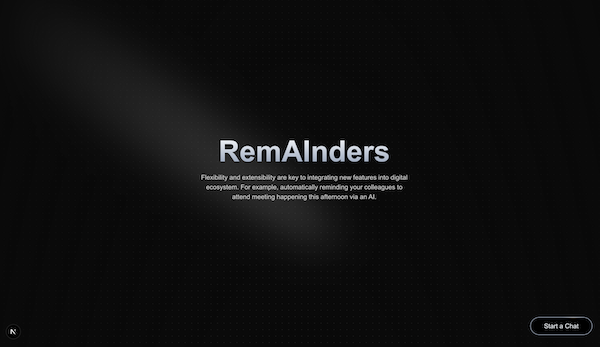 RemAInders
Flexibility and extensibility are key to integrating new features into digital
ecosystem. For example, automatically reminding your colleagues to
attend meeting happening this afternoon via an AI.
N
Start a Chat